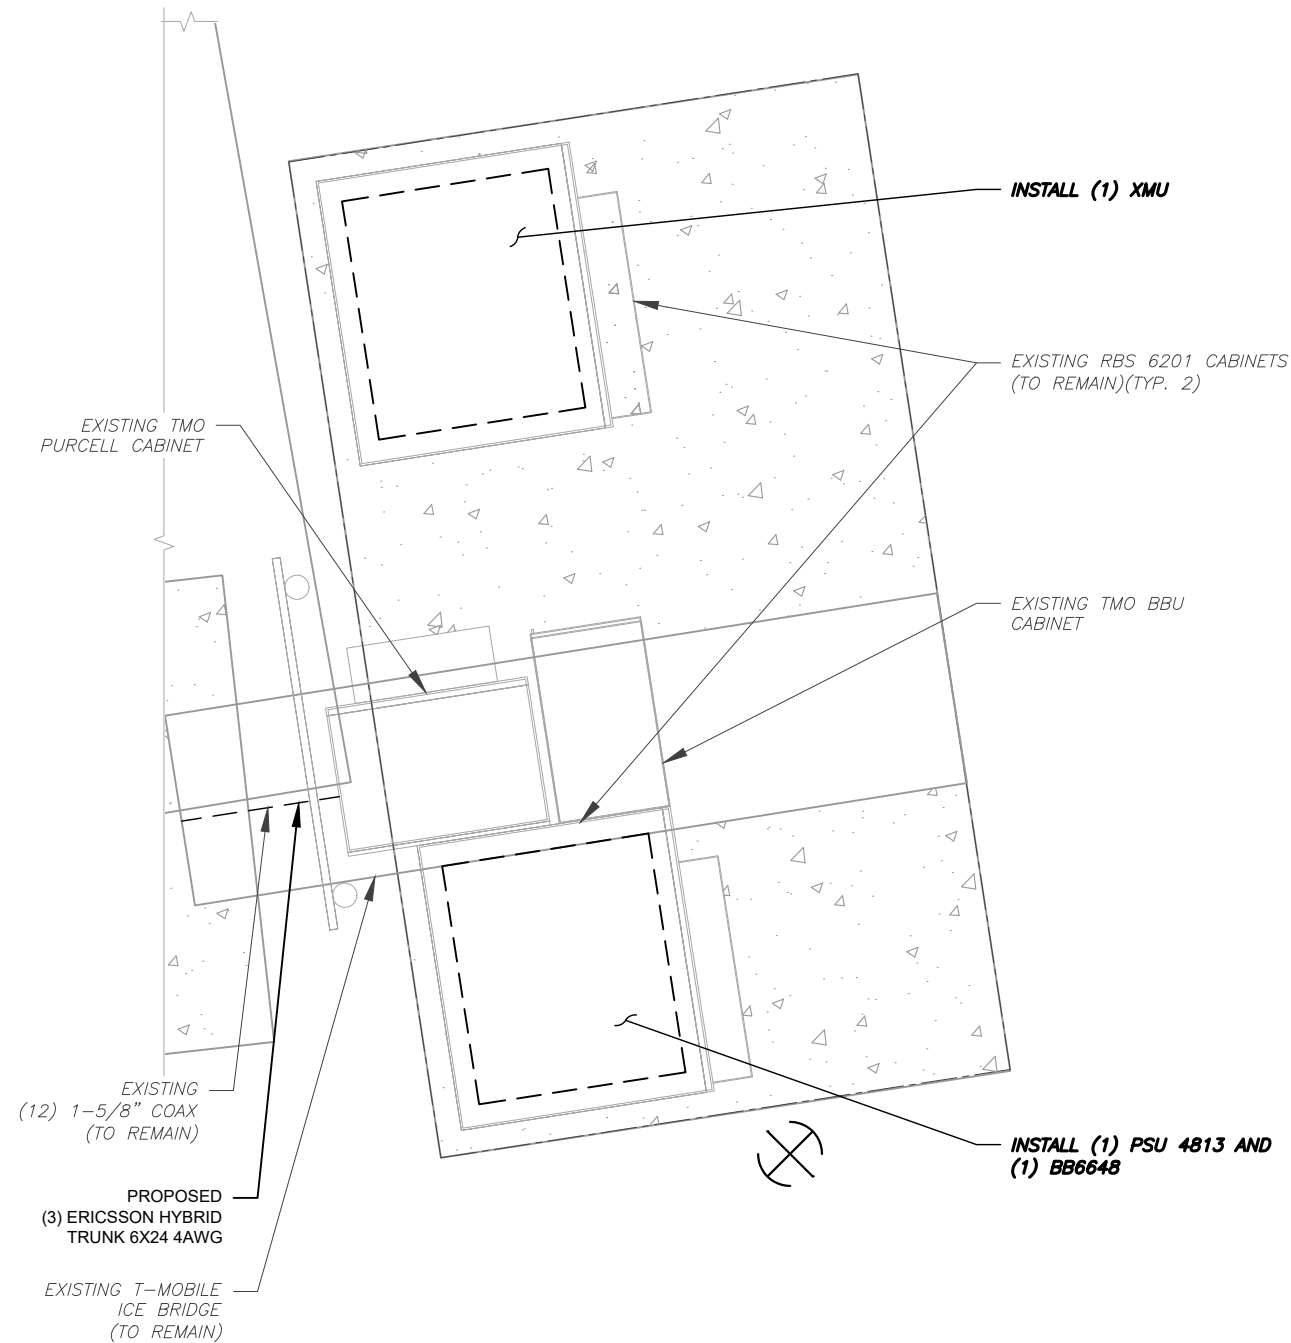 INSTALL (1) XMU
EXISTING RBS 6201 CABINETS
(TO REMAIN)(TYP. 2)
EXISTING TMO
PURCELL CABINET
EXISTING TMO BBU
CABINET
EXISTING
(12) 1-5/8" COAX
(TO REMAIN)
INSTALL (1) PSU 4813 AND
(1) BB6648
PROPOSED
(3) ERICSSON HYBRID
TRUNK 6X24 4AWG
EXISTING T-MOBILE
ICE BRIDGE
(TO REMAIN)